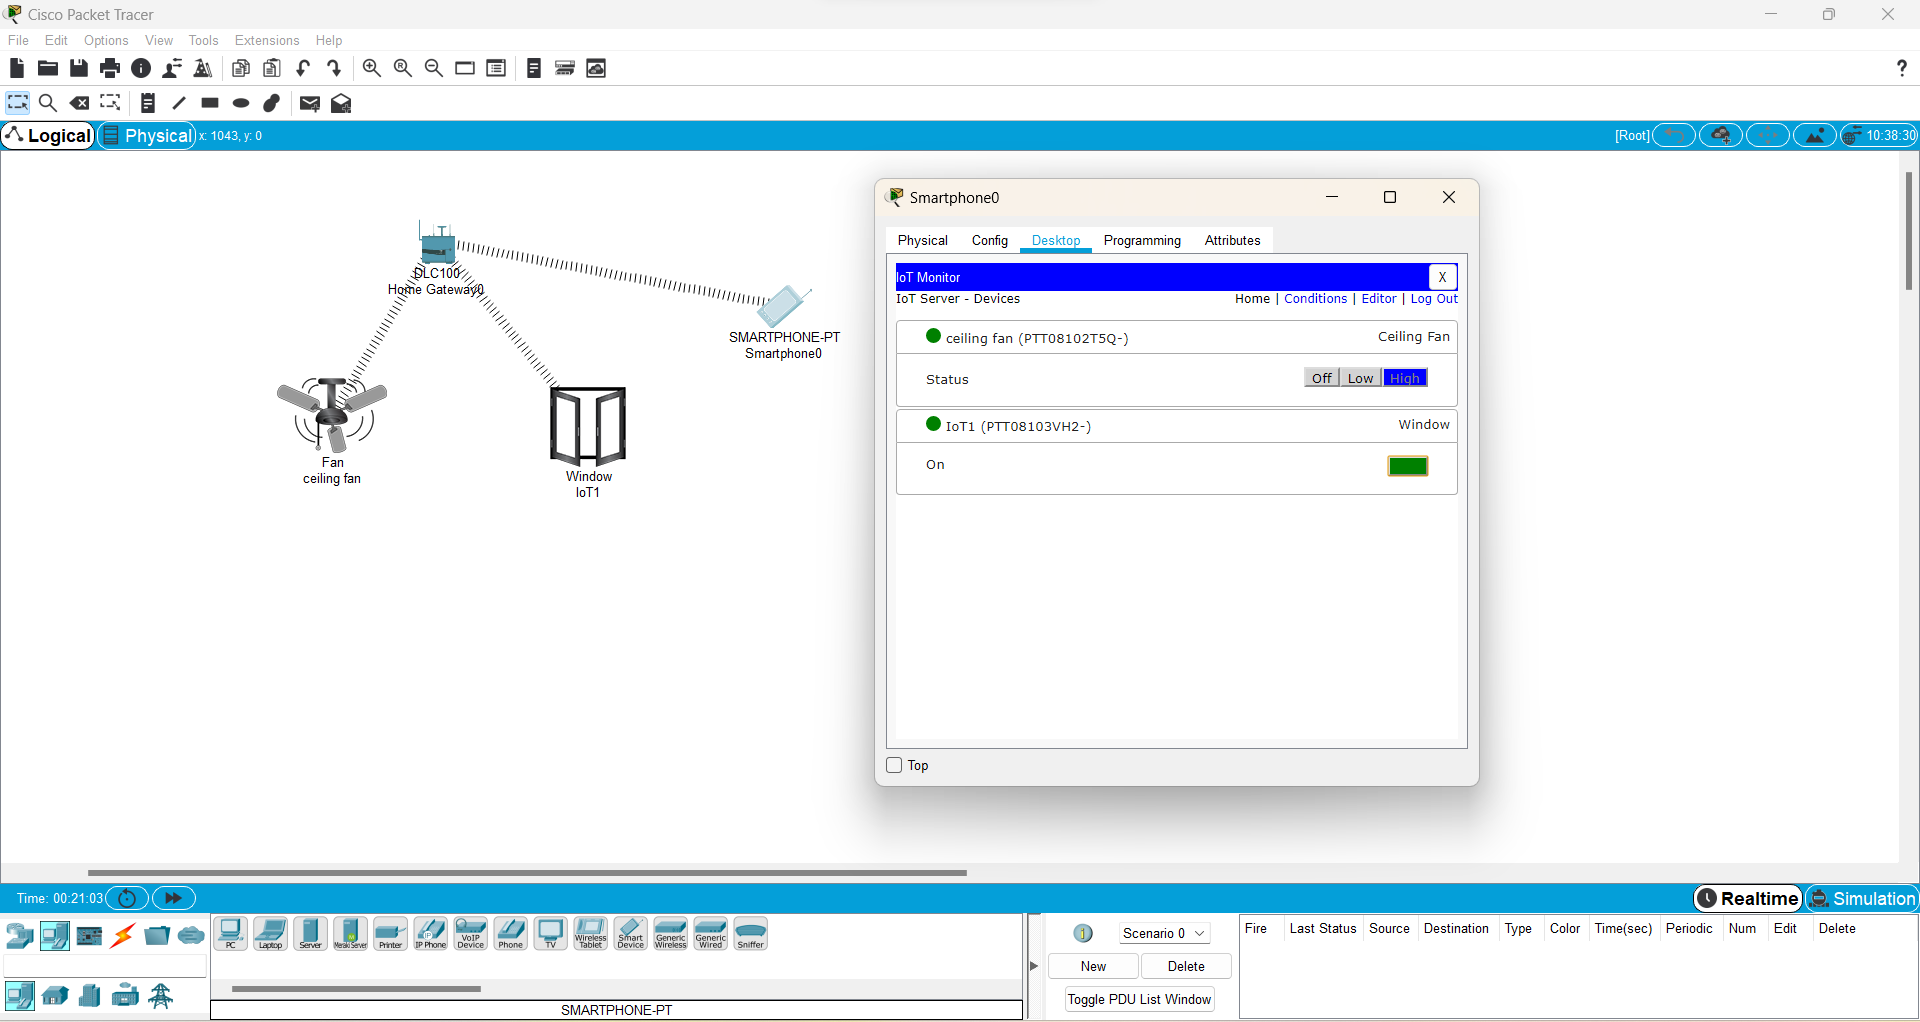 Cisco Packet Tracer
File Edit Options View Tools Extensions Help
Logical Physical x: 1043, y: 0 [Root] 10:38:30
DLC100
Home Gateway0
SMARTPHONE-PT
Smartphone0
Fan
ceiling fan
Window
IoT1
Smartphone0
Physical Config Desktop Programming Attributes
IoT Monitor X
IoT Server - Devices Home | Conditions | Editor | Log Out
ceiling fan (PTT08102T5Q-) Ceiling Fan
Status Off Low High
IoT1 (PTT08103VH2-) Window
On
Top
Time: 00:21:03 Realtime Simulation
PC Laptop Server Meraki Server Printer IP Phone VoIP Device Phone TV Wireless Tablet Smart Device Generic Wireless Generic Wired Sniffer
SMARTPHONE-PT
Scenario 0
New Delete
Toggle PDU List Window
Fire Last Status Source Destination Type Color Time(sec) Periodic Num Edit Delete